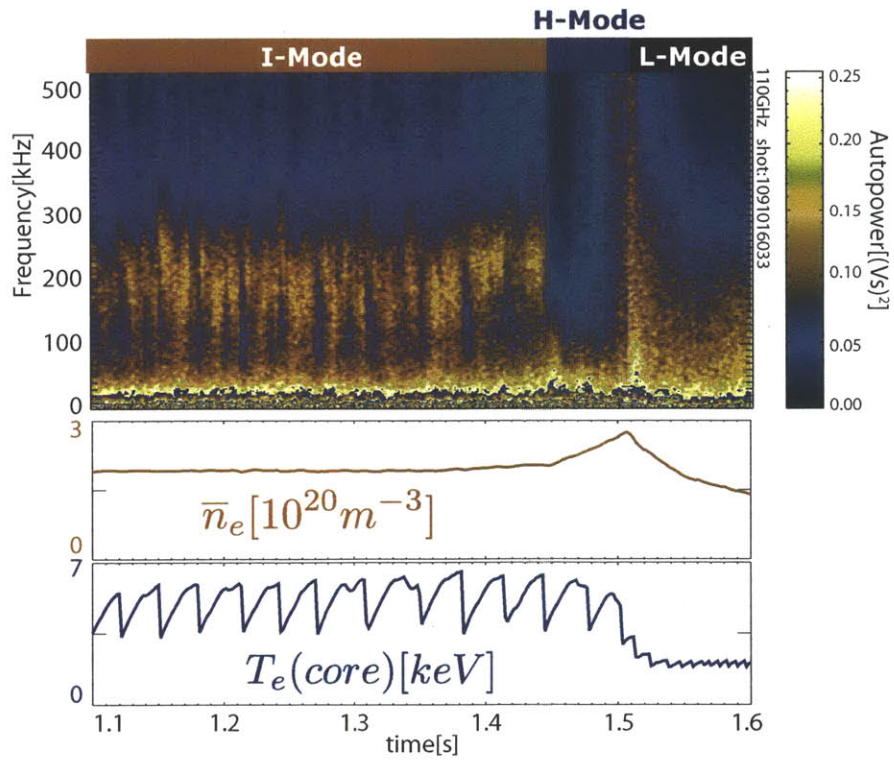 H-Mode
I-Mode
L-Mode
500
400
300
200
100
0
Frequency[kHz]
110GHz shot:1091016033
0.25
0.20
0.15
0.10
0.05
0.00
Autopower[(Vs)²]
3
0
n̅ₑ[10²⁰m⁻³]
7
0
Tₑ(core)[keV]
1.1 1.2 1.3 1.4 1.5 1.6
time[s]